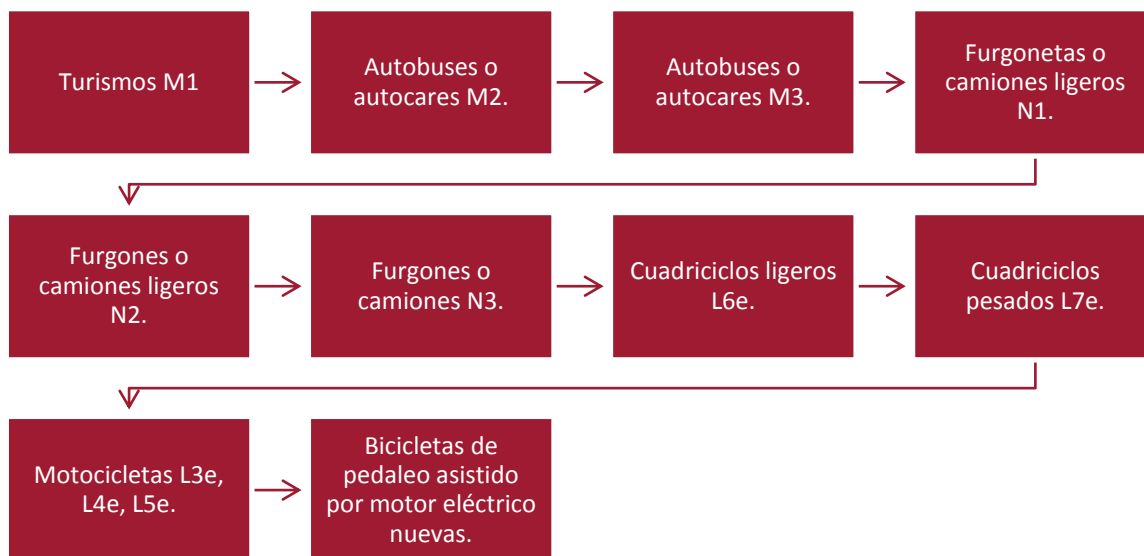 Turismos M1
Autobuses o
autocares M2.
Autobuses o
autocares M3.
Furgonetas o
camiones ligeros
N1.
Furgones o
camiones ligeros
N2.
Furgones o
camiones N3.
Cuadriciclos ligeros
L6e.
Cuadriciclos
pesados L7e.
Motocicletas L3e,
L4e, L5e.
Bicicletas de
pedaleo asistido
por motor eléctrico
nuevas.